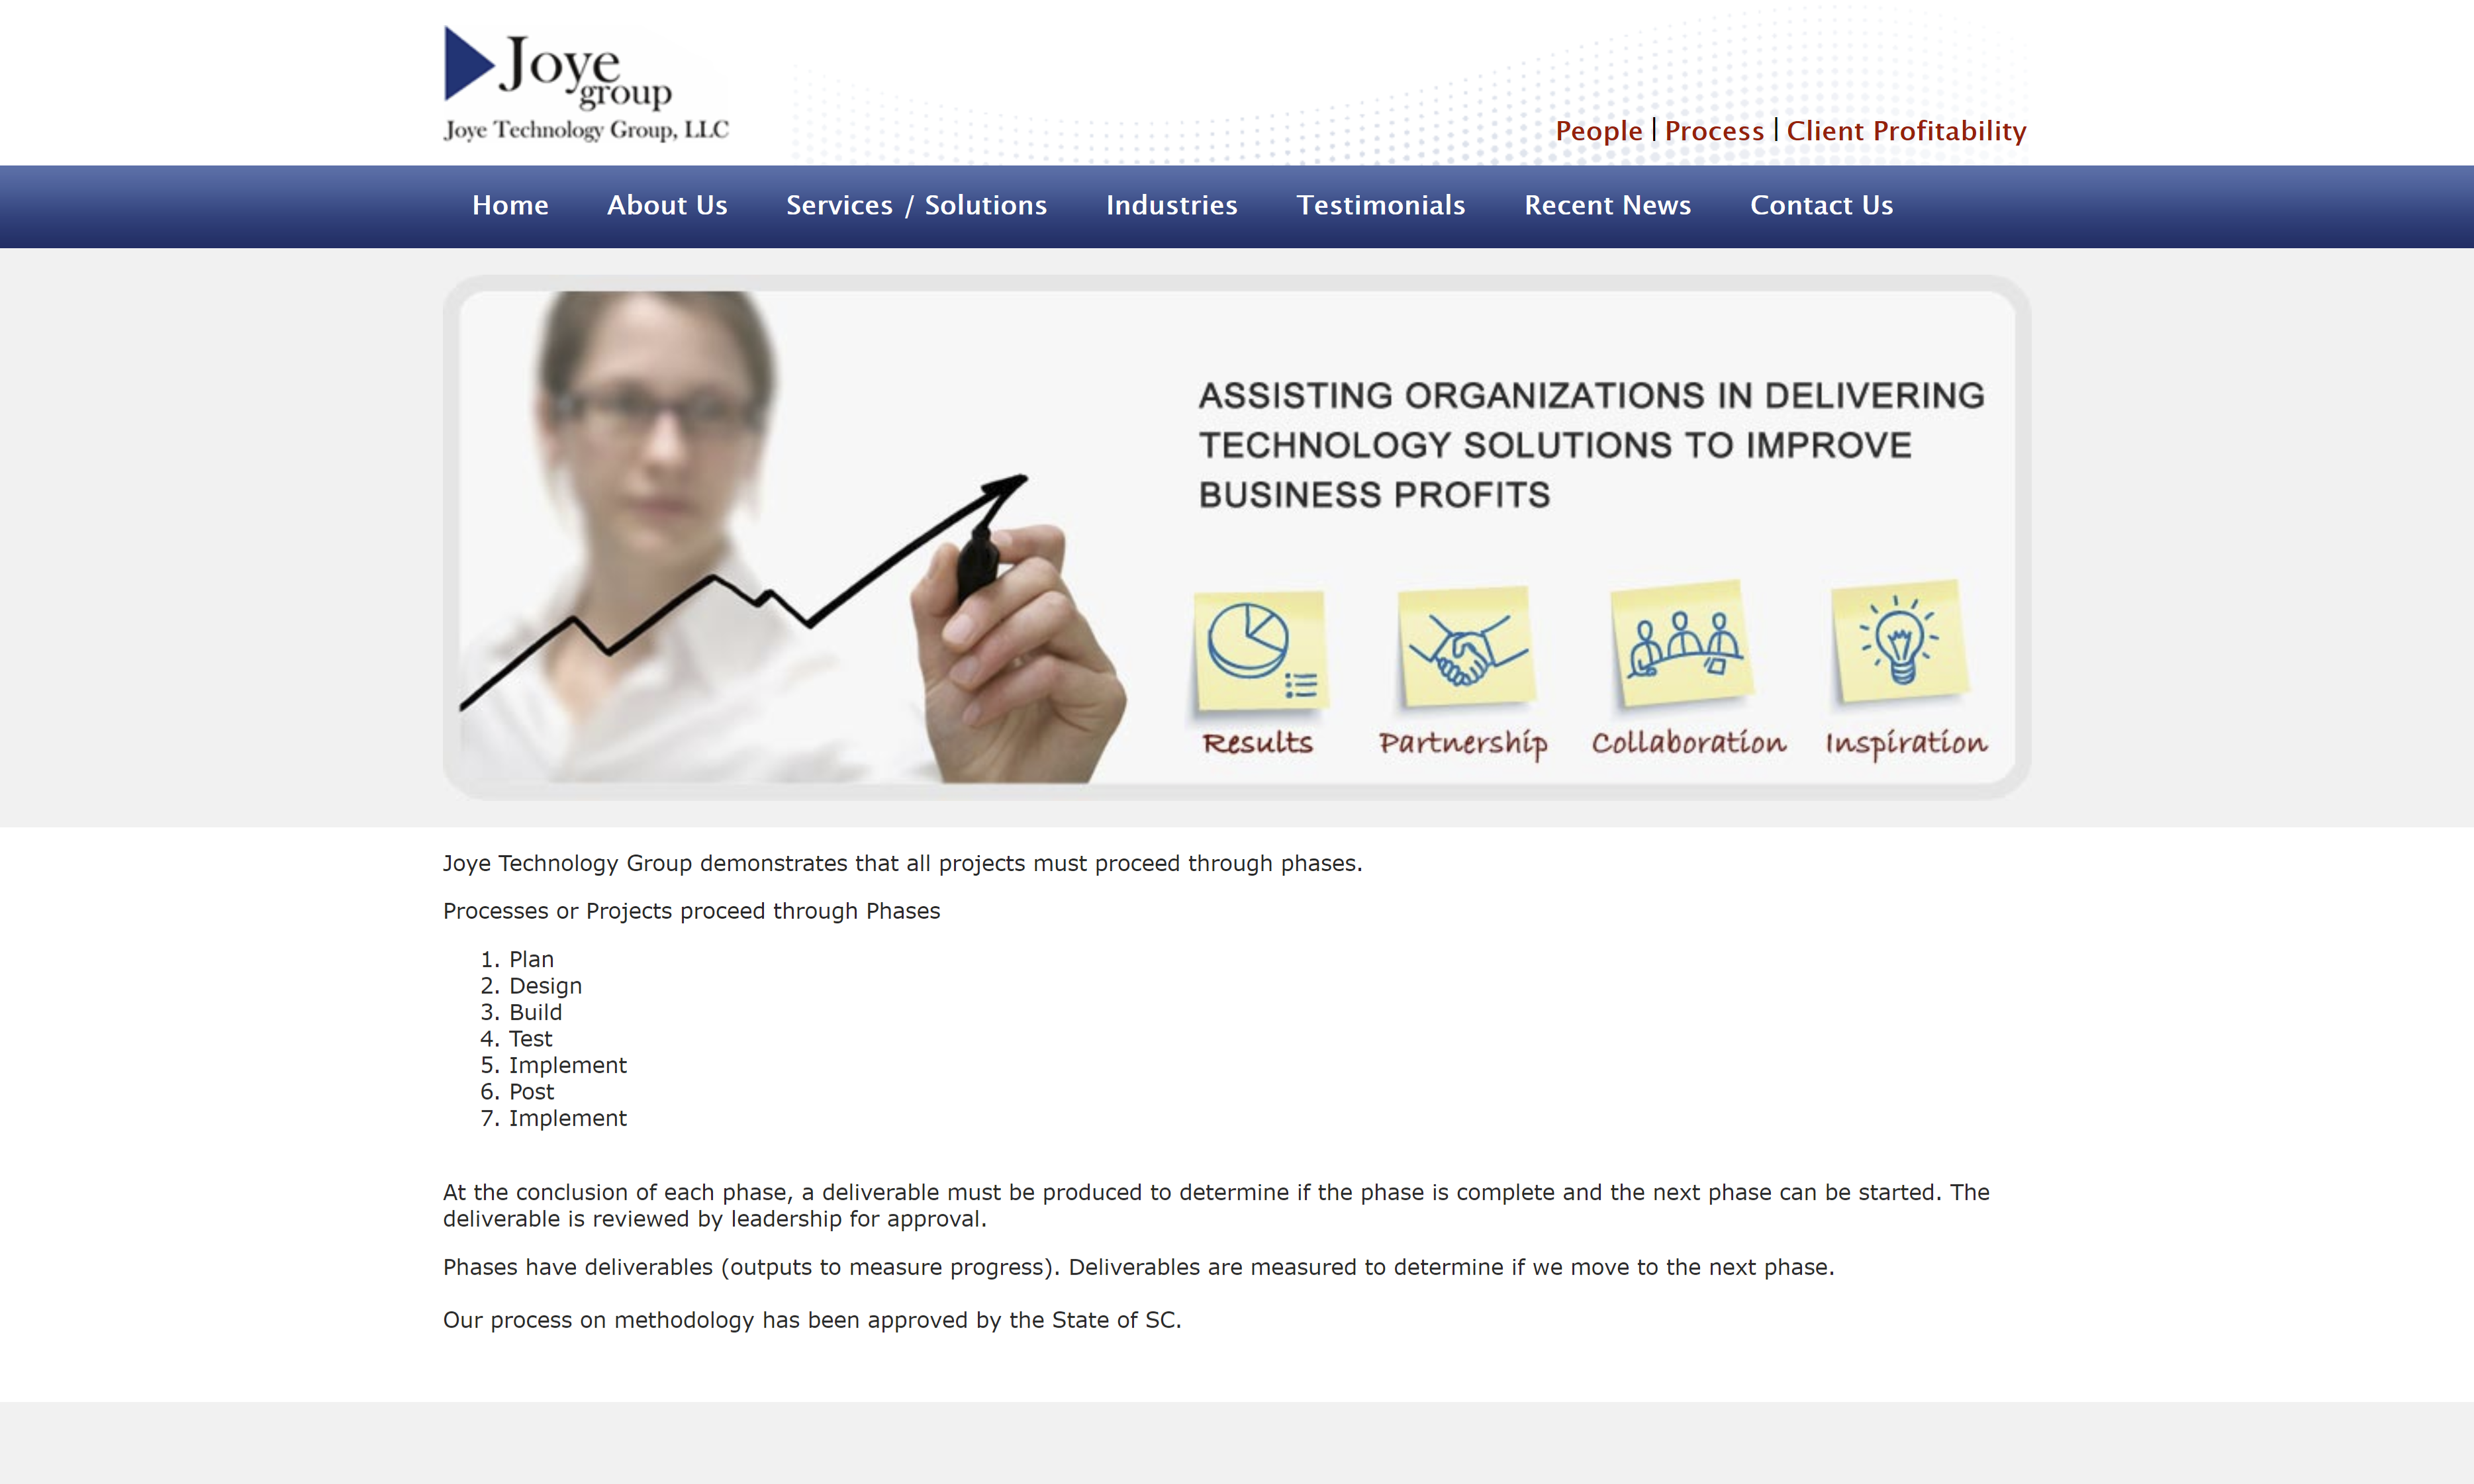 Joye
group
Joye Technology Group, LLC
People | Process | Client Profitability
Home About Us Services / Solutions Industries Testimonials Recent News Contact Us
ASSISTING ORGANIZATIONS IN DELIVERING
TECHNOLOGY SOLUTIONS TO IMPROVE
BUSINESS PROFITS
Results Partnership Collaboration Inspiration
Joye Technology Group demonstrates that all projects must proceed through phases.
Processes or Projects proceed through Phases
1. Plan
2. Design
3. Build
4. Test
5. Implement
6. Post
7. Implement
At the conclusion of each phase, a deliverable must be produced to determine if the phase is complete and the next phase can be started. The
deliverable is reviewed by leadership for approval.
Phases have deliverables (outputs to measure progress). Deliverables are measured to determine if we move to the next phase.
Our process on methodology has been approved by the State of SC.